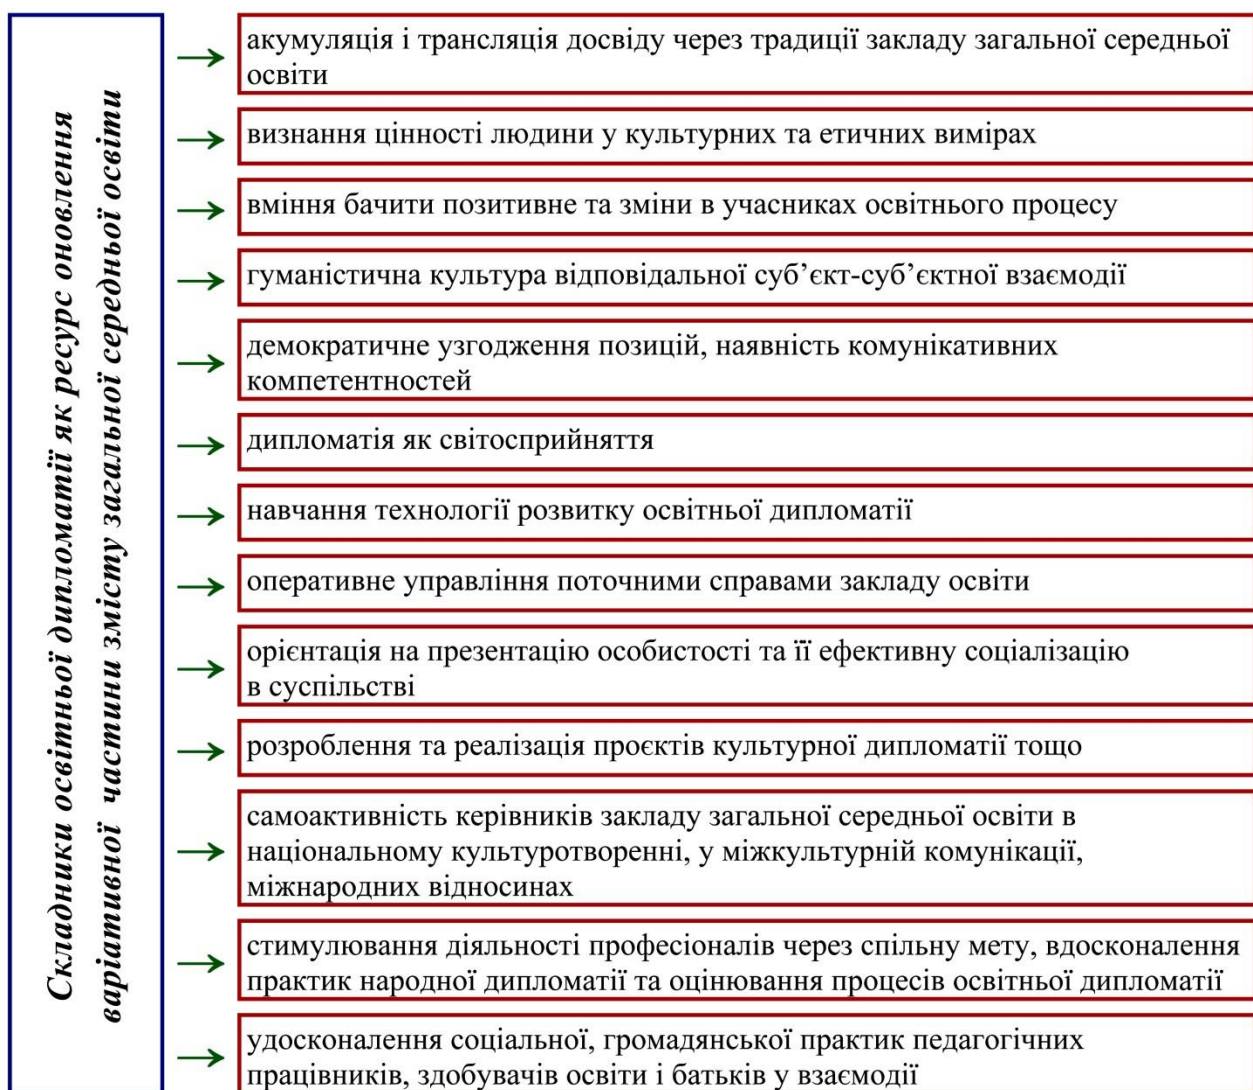 Складники освітньої дипломатії як ресурс оновлення
варіативної частини змісту загальної середньої освіти
акумуляція і трансляція досвіду через традиції закладу загальної середньої
освіти
визнання цінності людини у культурних та етичних вимірах
вміння бачити позитивне та зміни в учасниках освітнього процесу
гуманістична культура відповідальної суб’єкт-суб’єктної взаємодії
демократичне узгодження позицій, наявність комунікативних
компетентностей
дипломатія як світосприйняття
навчання технології розвитку освітньої дипломатії
оперативне управління поточними справами закладу освіти
орієнтація на презентацію особистості та її ефективну соціалізацію
в суспільстві
розроблення та реалізація проєктів культурної дипломатії тощо
самоактивність керівників закладу загальної середньої освіти в
національному культуротворенні, у міжкультурній комунікації,
міжнародних відносинах
стимулювання діяльності професіоналів через спільну мету, вдосконалення
практик народної дипломатії та оцінювання процесів освітньої дипломатії
удосконалення соціальної, громадянської практик педагогічних
працівників, здобувачів освіти і батьків у взаємодії